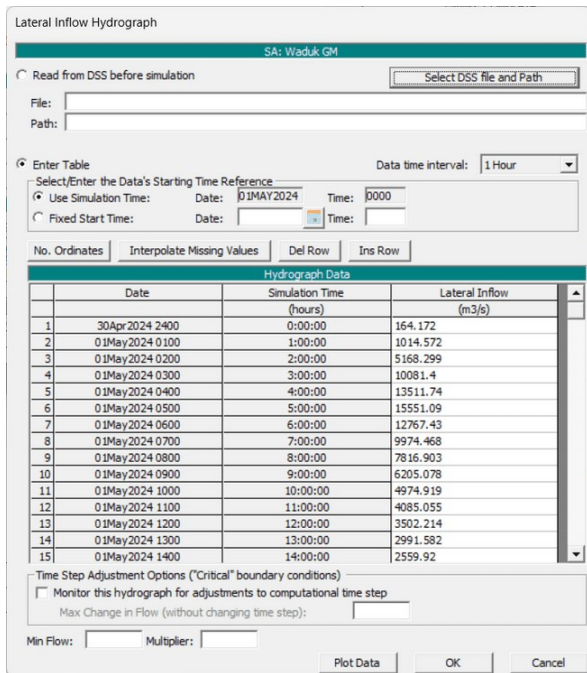 Lateral Inflow Hydrograph
SA: Waduk GM
Read from DSS before simulation Select DSS file and Path
File:
Path:
Enter Table Data time interval: 1 Hour
Select/Enter the Data's Starting Time Reference
Use Simulation Time: Date: 01MAY2024 Time: 0000
Fixed Start Time: Date: Time:
No. Ordinates Interpolate Missing Values Del Row Ins Row
Hydrograph Data
Date Simulation Time Lateral Inflow
(hours) (m3/s)
1 30Apr2024 2400 0:00:00 164.172
2 01May2024 0100 1:00:00 1014.572
3 01May2024 0200 2:00:00 5168.299
4 01May2024 0300 3:00:00 10081.4
5 01May2024 0400 4:00:00 13511.74
6 01May2024 0500 5:00:00 15551.09
7 01May2024 0600 6:00:00 12767.43
8 01May2024 0700 7:00:00 9974.468
9 01May2024 0800 8:00:00 7816.903
10 01May2024 0900 9:00:00 6205.078
11 01May2024 1000 10:00:00 4974.919
12 01May2024 1100 11:00:00 4085.055
13 01May2024 1200 12:00:00 3502.214
14 01May2024 1300 13:00:00 2991.582
15 01May2024 1400 14:00:00 2559.92
Time Step Adjustment Options ("Critical" boundary conditions)
Monitor this hydrograph for adjustments to computational time step
Max Change in Flow (without changing time step):
Min Flow: Multiplier:
Plot Data OK Cancel